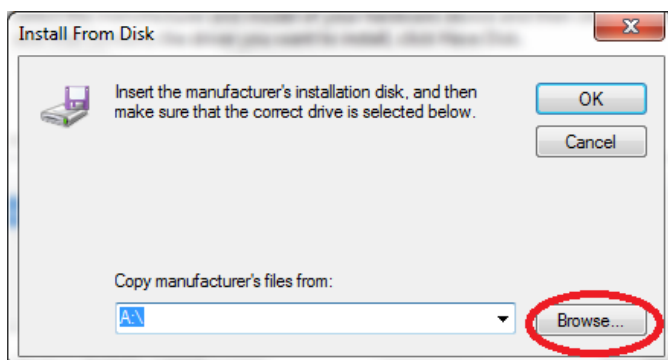 Install From Disk
Insert the manufacturer's installation disk, and then
make sure that the correct drive is selected below.
OK
Cancel
Copy manufacturer's files from:
A:\
Browse...